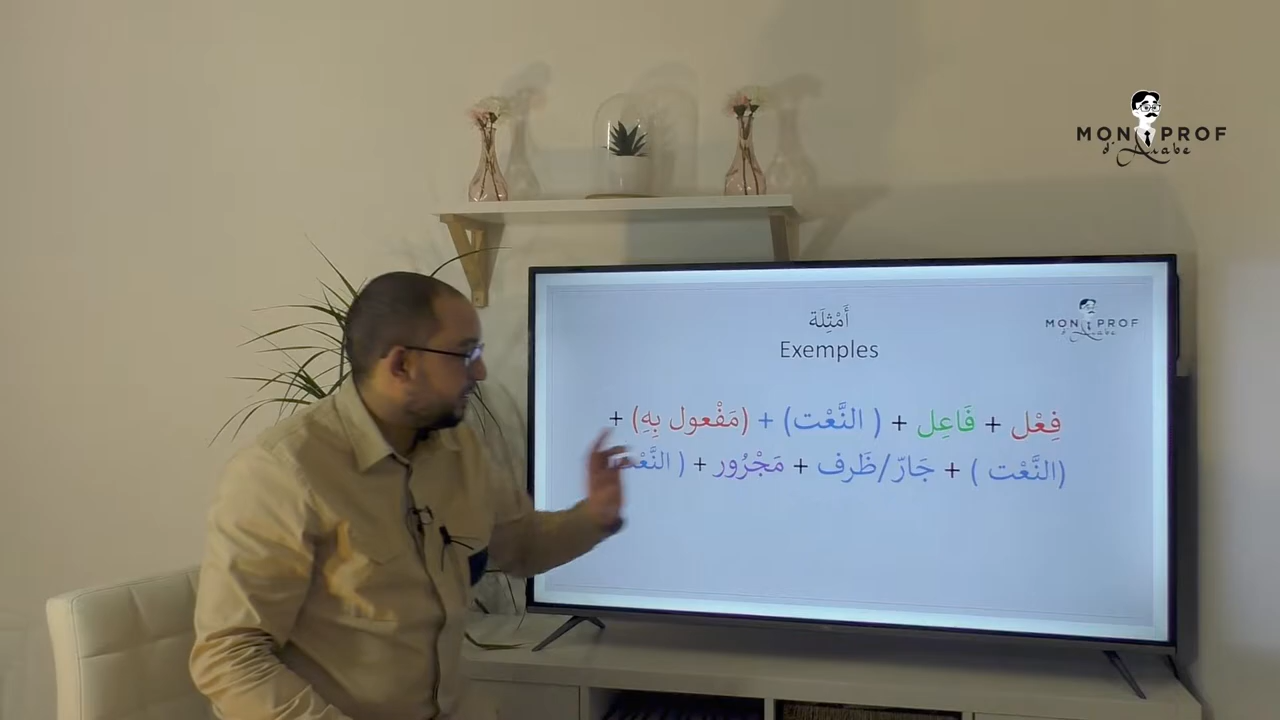 MON PROF
d'Arabe
أَمْثِلَة
MON PROF
d'Arabe
Exemples
فِعْل + فَاعِل + ( النَّعْت) + (مَفْعول بِهِ) +
(النَّعْت ) + جَارّ/ظَرف + مَجْرُور + ( النَّعْت